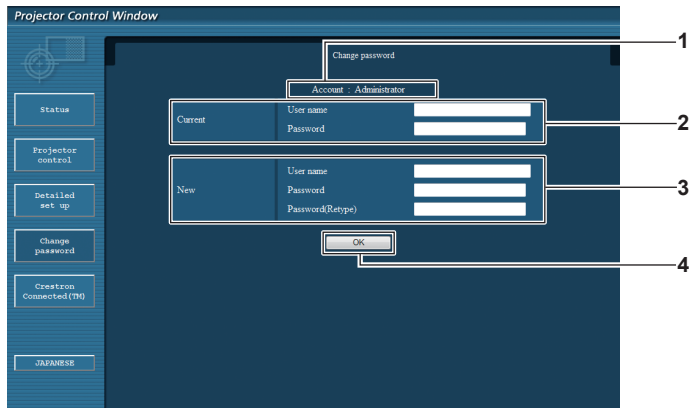 Projector Control Window
Change password
1
Account : Administrator
Status
Current
User name
Password
2
Projector
control
New
User name
Password
Password(Retype)
3
Detailed
set up
Change
password
OK
4
Crestron
Connected(TM)
JAPANESE